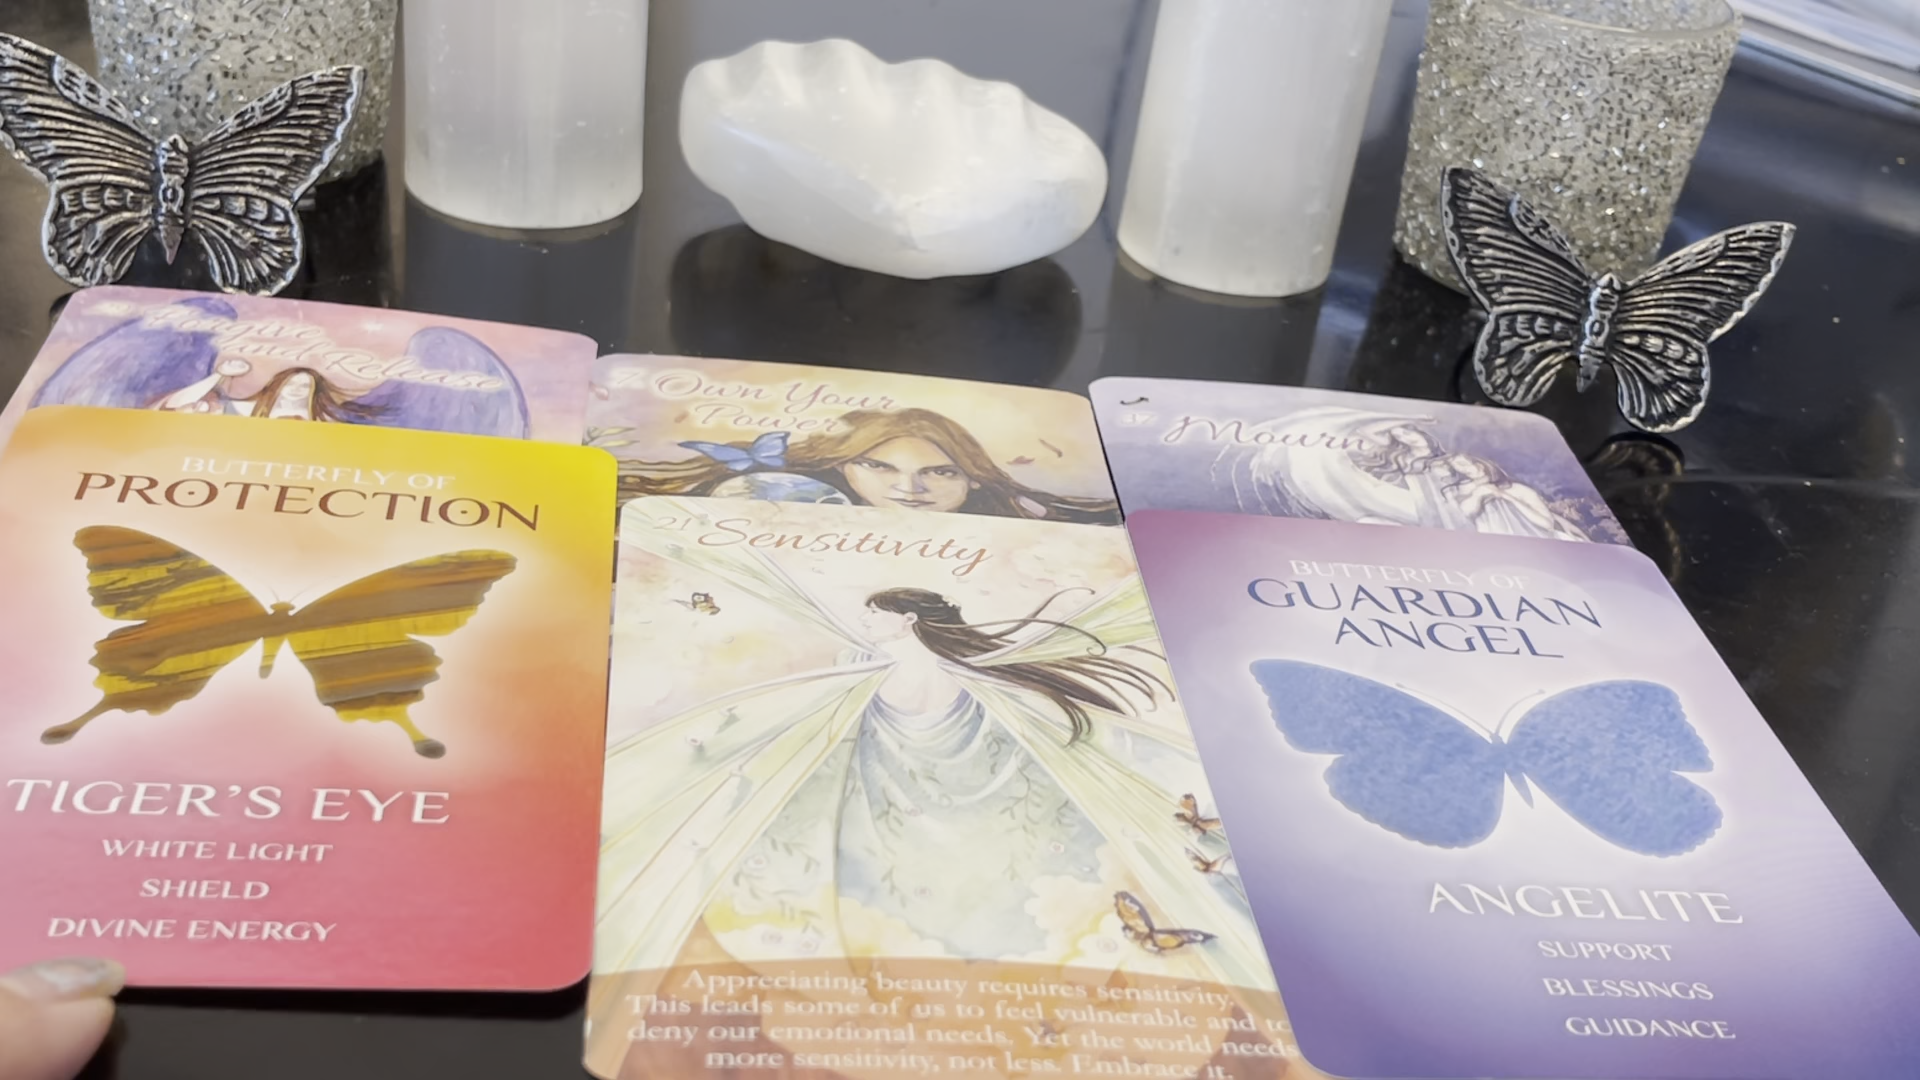 Forgive
and Release
Own Your
Power
37
Mourn
BUTTERFLY OF
PROTECTION
TIGER'S EYE
WHITE LIGHT
SHIELD
DIVINE ENERGY
21 Sensitivity
Appreciating beauty requires sensitivity.
This leads some of us to feel vulnerable and to
deny our emotional needs. Yet the world needs
more sensitivity, not less. Embrace it.
BUTTERFLY OF
GUARDIAN
ANGEL
ANGELITE
SUPPORT
BLESSINGS
GUIDANCE